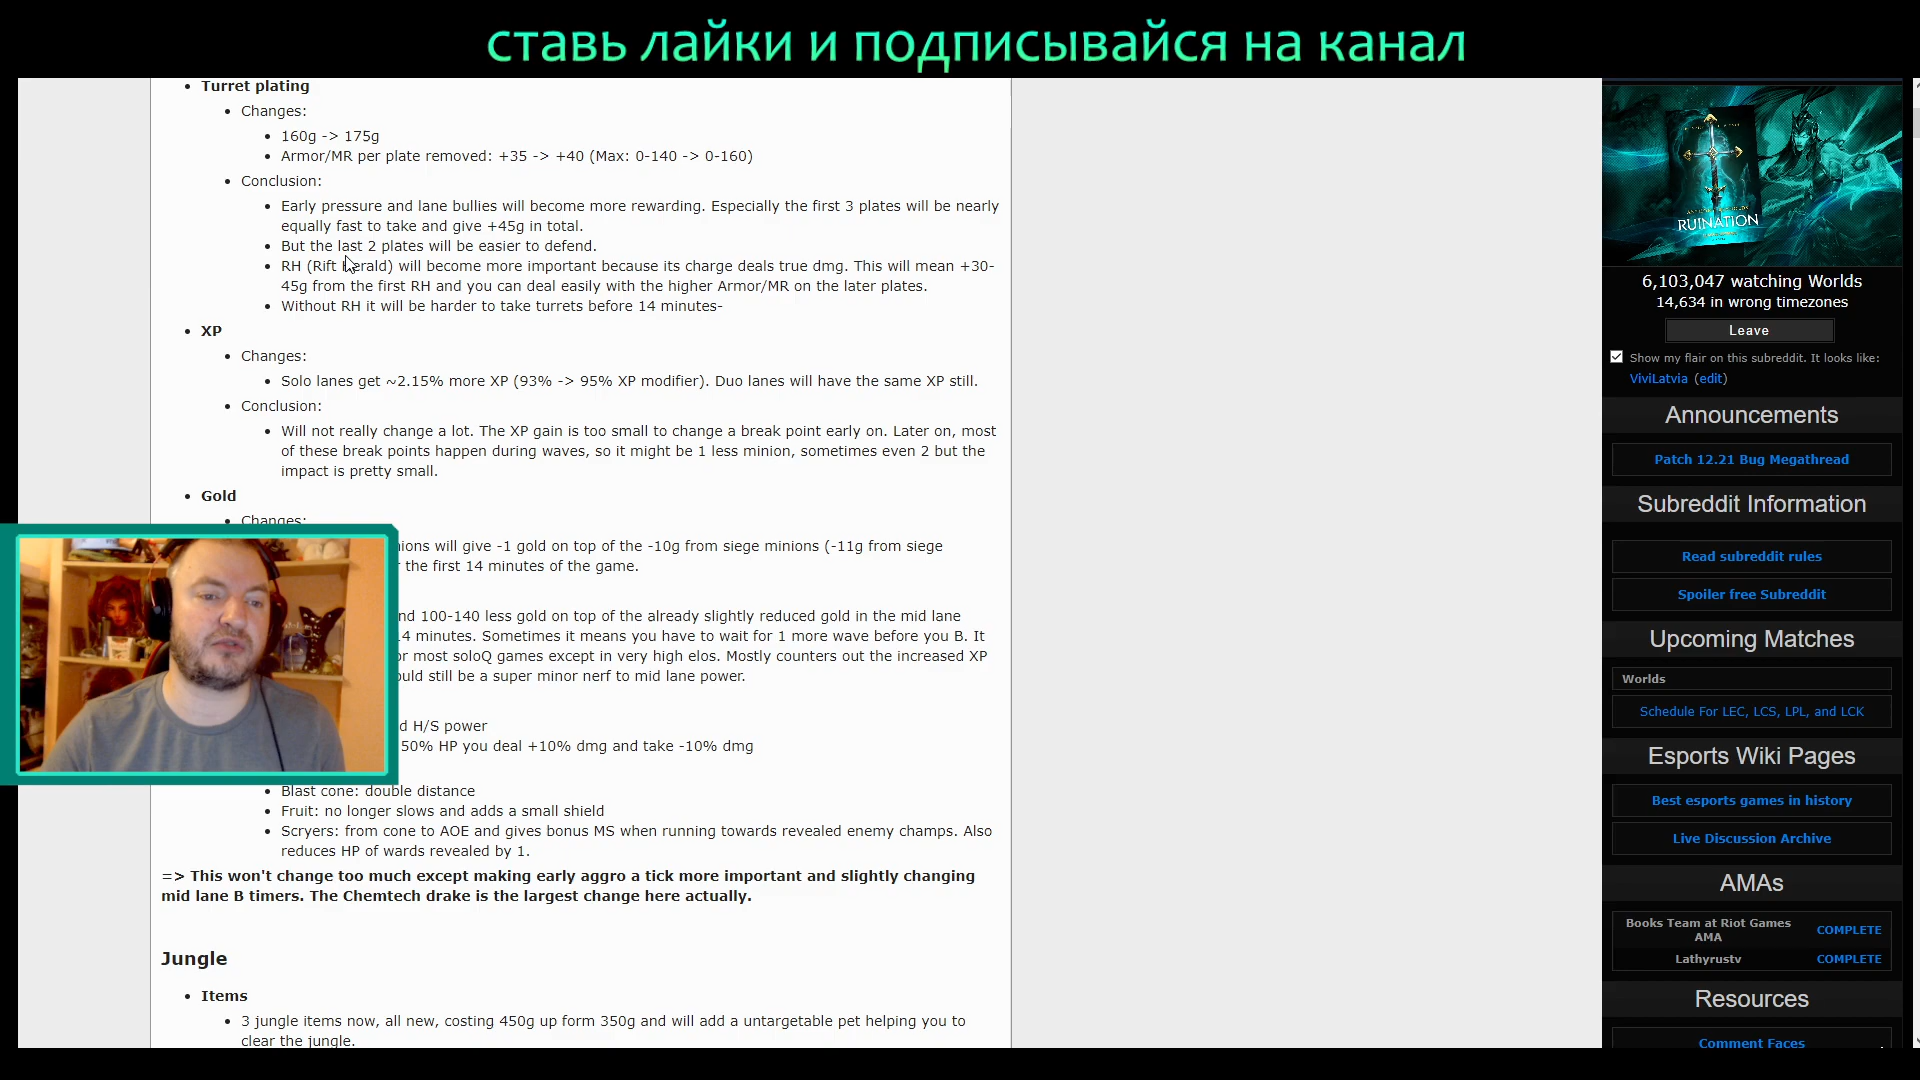 ставь лайки и подписывайся на канал
Turret plating
Changes:
160g -> 175g
Armor/MR per plate removed: +35 -> +40 (Max: 0-140 -> 0-160)
Conclusion:
Early pressure and lane bullies will become more rewarding. Especially the first 3 plates will be nearly
equally fast to take and give +45g in total.
But the last 2 plates will be easier to defend.
RH (Rift Herald) will become more important because its charge deals true dmg. This will mean +30-
45g from the first RH and you can deal easily with the higher Armor/MR on the later plates.
Without RH it will be harder to take turrets before 14 minutes-
XP
Changes:
Solo lanes get ~2.15% more XP (93% -> 95% XP modifier). Duo lanes will have the same XP still.
Conclusion:
Will not really change a lot. The XP gain is too small to change a break point early on. Later on, most
of these break points happen during waves, so it might be 1 less minion, sometimes even 2 but the
impact is pretty small.
Gold
Changes:
will give -1 gold on top of the -10g from siege minions (-11g from siege
the first 14 minutes of the game.
100-140 less gold on top of the already slightly reduced gold in the mid lane
minutes. Sometimes it means you have to wait for 1 more wave before you B. It
most soloQ games except in very high elos. Mostly counters out the increased XP
still be a super minor nerf to mid lane power.
H/S power
50% HP you deal +10% dmg and take -10% dmg
Blast cone: double distance
Fruit: no longer slows and adds a small shield
Scryers: from cone to AOE and gives bonus MS when running towards revealed enemy champs. Also
reduces HP of wards revealed by 1.
=> This won't change too much except making early aggro a tick more important and slightly changing
mid lane B timers. The Chemtech drake is the largest change here actually.
Jungle
Items
3 jungle items now, all new, costing 450g up form 350g and will add a untargetable pet helping you to
clear the jungle.
RUINATION
6,103,047 watching Worlds
14,634 in wrong timezones
Leave
Show my flair on this subreddit. It looks like:
ViviLatvia (edit)
Announcements
Patch 12.21 Bug Megathread
Subreddit Information
Read subreddit rules
Spoiler free Subreddit
Upcoming Matches
Worlds
Schedule For LEC, LCS, LPL, and LCK
Esports Wiki Pages
Best esports games in history
Live Discussion Archive
AMAs
Books Team at Riot Games
AMA COMPLETE
Lathyrustv COMPLETE
Resources
Comment Faces